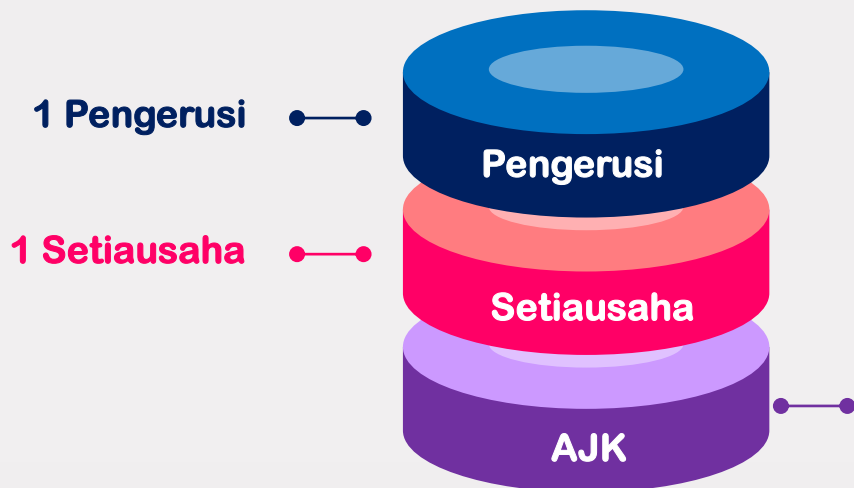 1 Pengerusi
Pengerusi
1 Setiausaha
Setiausaha
AJK